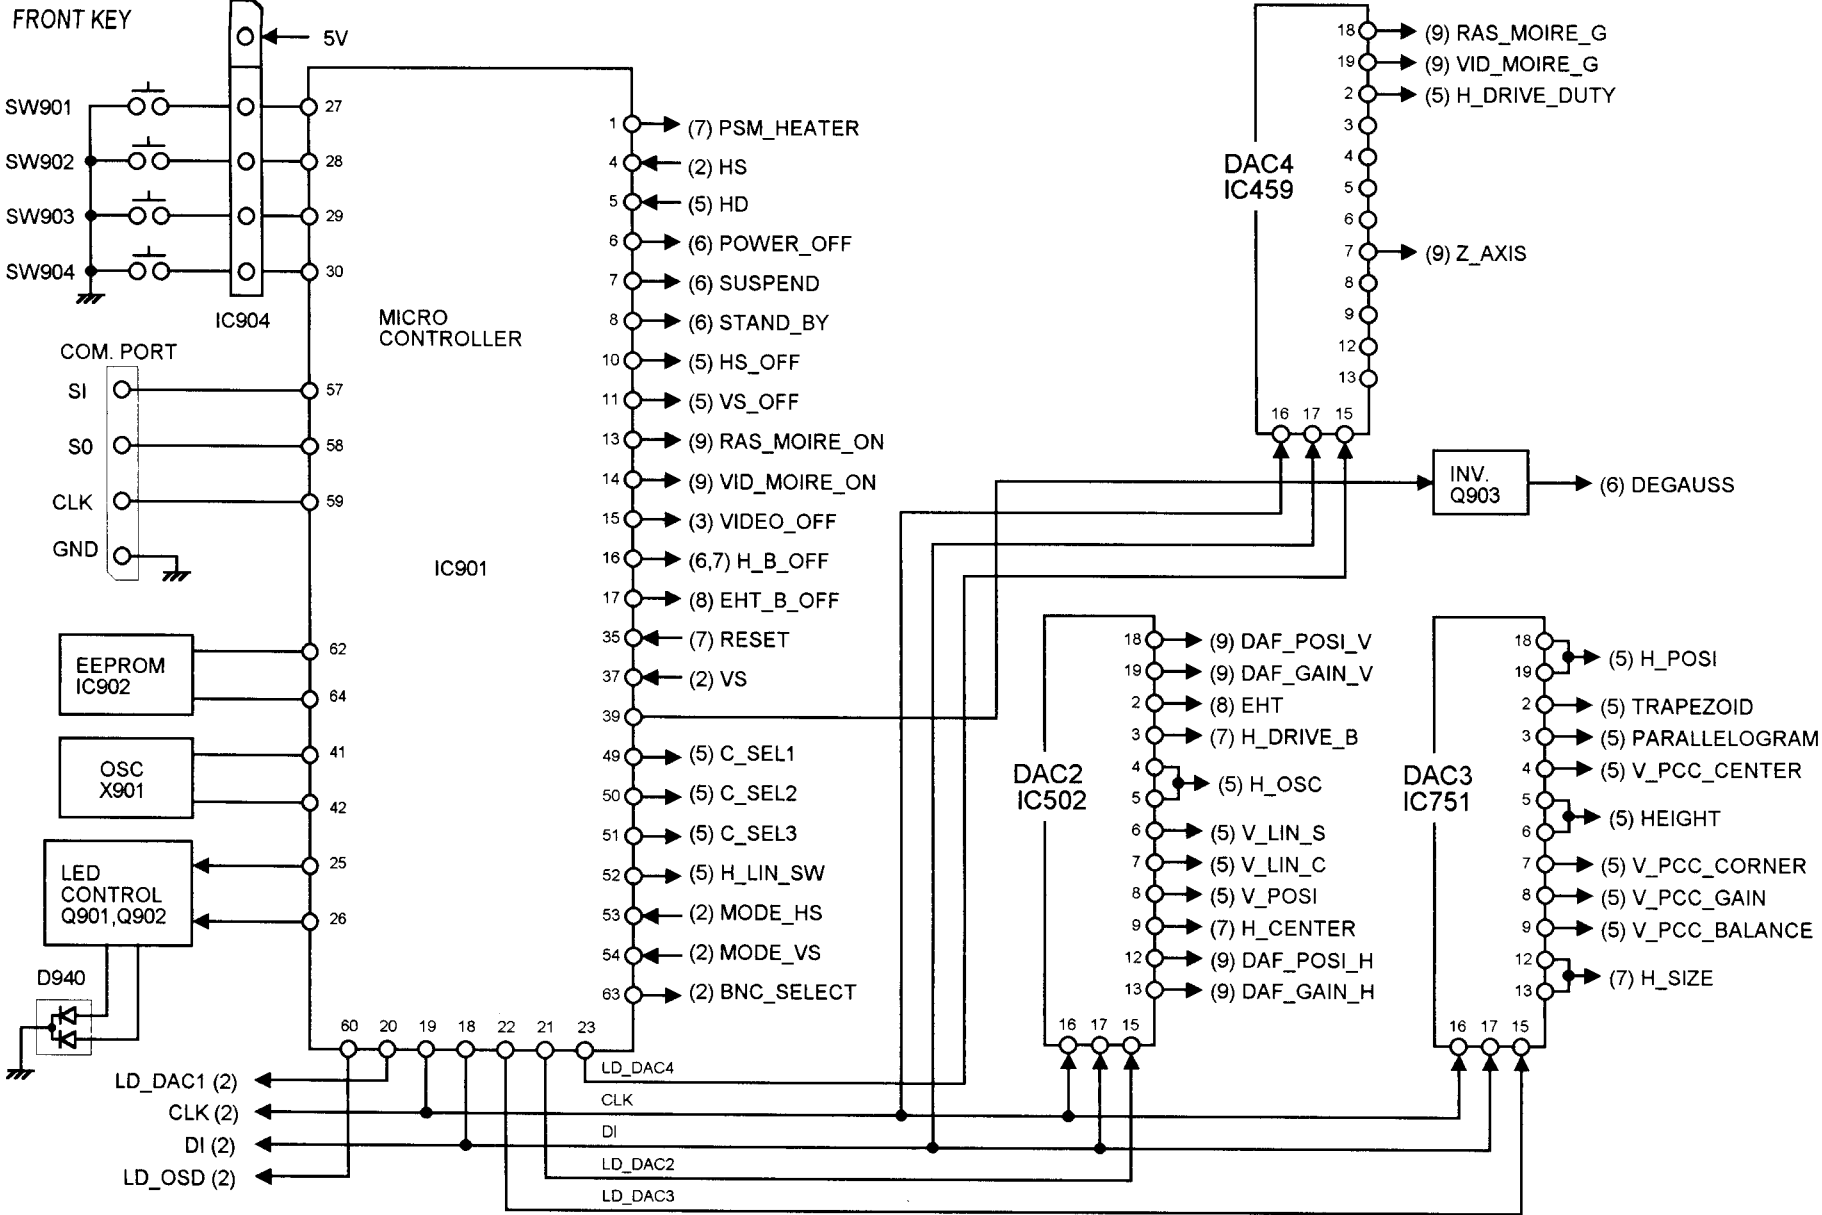 FRONT KEY
5V
SW901
27
SW902
28
SW903
29
SW904
30
IC904
COM. PORT
SI
57
S0
58
CLK
59
GND
EEPROM
IC902
62
64
OSC
X901
41
42
LED
CONTROL
Q901,Q902
25
26
D940
MICRO
CONTROLLER
IC901
1 (7) PSM_HEATER
4 (2) HS
5 (5) HD
6 (6) POWER_OFF
7 (6) SUSPEND
8 (6) STAND_BY
10 (5) HS_OFF
11 (5) VS_OFF
13 (9) RAS_MOIRE_ON
14 (9) VID_MOIRE_ON
15 (3) VIDEO_OFF
16 (6,7) H_B_OFF
17 (8) EHT_B_OFF
35 (7) RESET
37 (2) VS
39
49 (5) C_SEL1
50 (5) C_SEL2
51 (5) C_SEL3
52 (5) H_LIN_SW
53 (2) MODE_HS
54 (2) MODE_VS
63 (2) BNC_SELECT
60 20 19 18 22 21 23
LD_DAC1 (2)
CLK (2)
DI (2)
LD_OSD (2)
LD_DAC4
CLK
DI
LD_DAC2
LD_DAC3
DAC4
IC459
18 (9) RAS_MOIRE_G
19 (9) VID_MOIRE_G
2 (5) H_DRIVE_DUTY
3
4
5
6
7 (9) Z_AXIS
8
9
12
13
16 17 15
INV.
Q903
(6) DEGAUSS
DAC2
IC502
18 (9) DAF_POSI_V
19 (9) DAF_GAIN_V
2 (8) EHT
3 (7) H_DRIVE_B
4
(5) H_OSC
5
6 (5) V_LIN_S
7 (5) V_LIN_C
8 (5) V_POSI
9 (7) H_CENTER
12 (9) DAF_POSI_H
13 (9) DAF_GAIN_H
16 17 15
DAC3
IC751
18
(5) H_POSI
19
2 (5) TRAPEZOID
3 (5) PARALLELOGRAM
4 (5) V_PCC_CENTER
5
(5) HEIGHT
6
7 (5) V_PCC_CORNER
8 (5) V_PCC_GAIN
9 (5) V_PCC_BALANCE
12
(7) H_SIZE
13
16 17 15